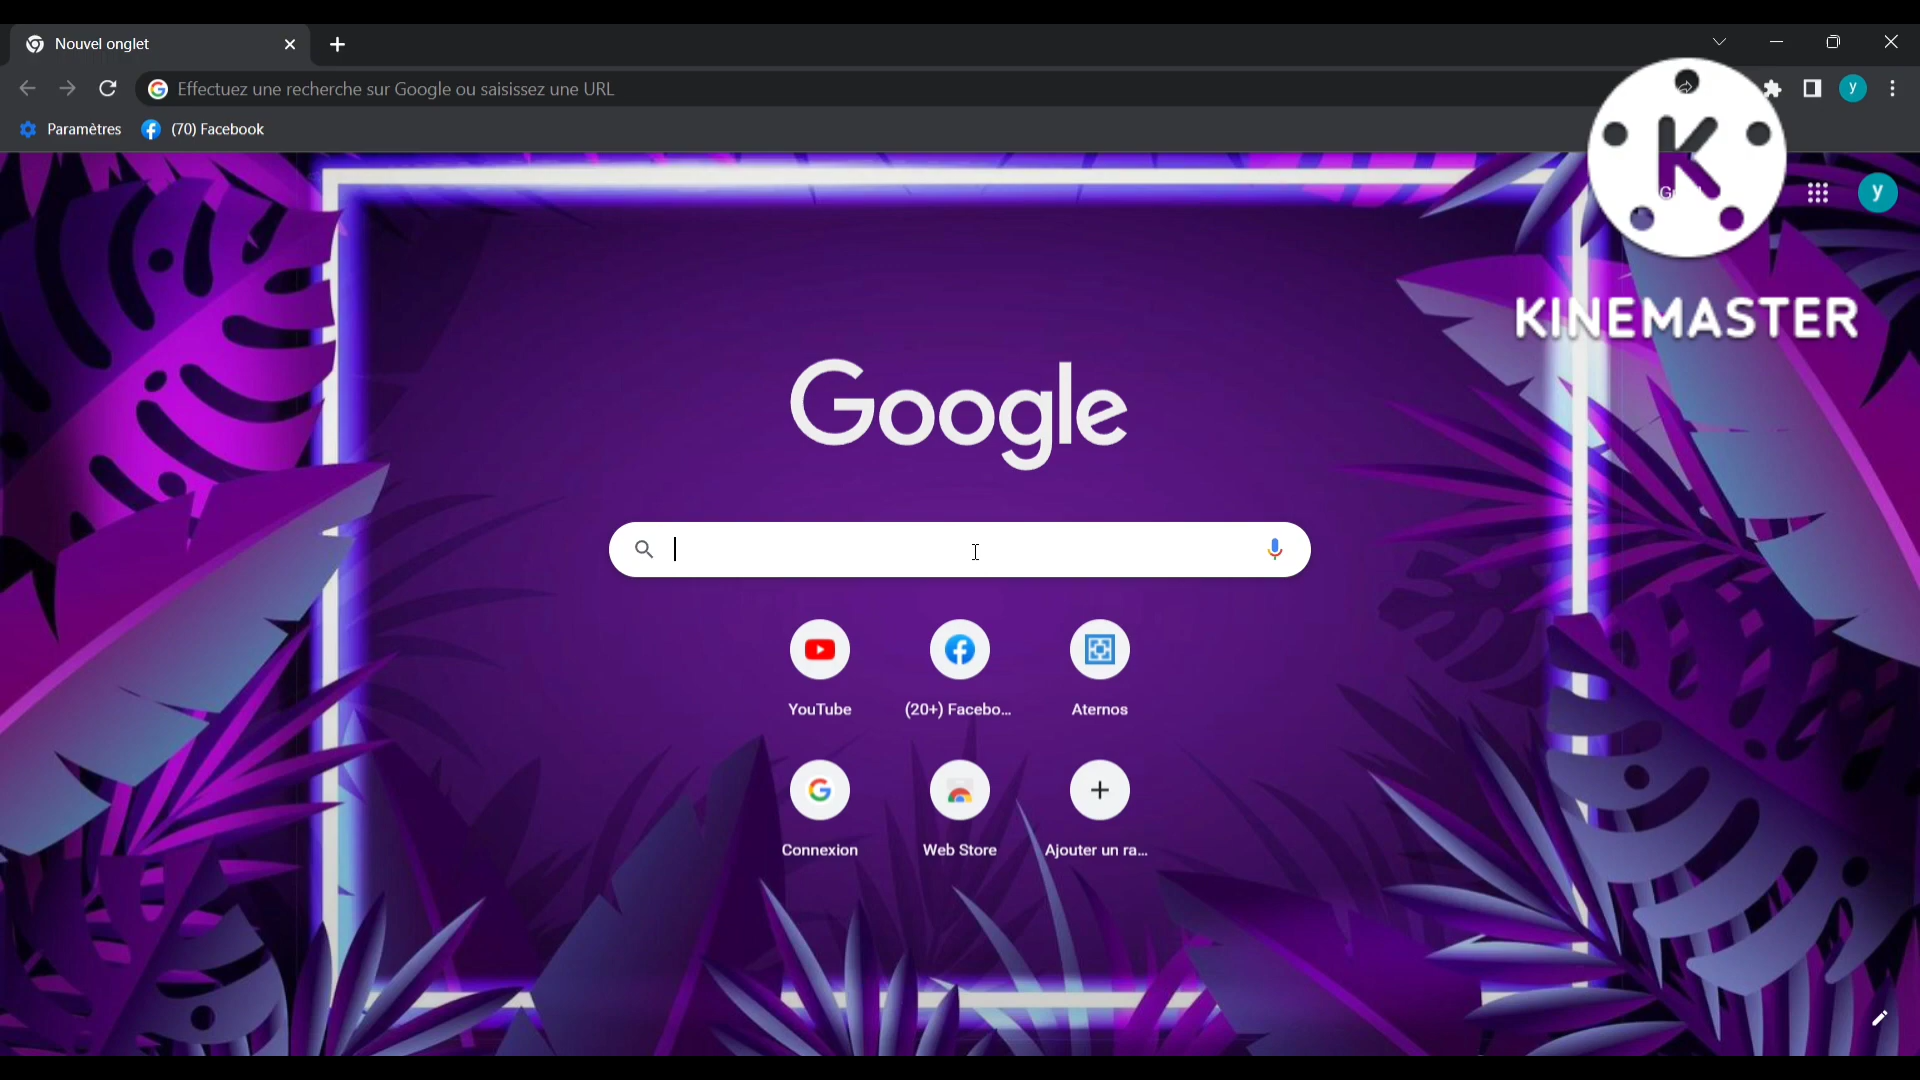 Nouvel onglet
Effectuez une recherche sur Google ou saisissez une URL
y
Paramètres
(70) Facebook
K
y
KINEMASTER
Google
YouTube
(20+) Facebo...
Aternos
Connexion
Web Store
Ajouter un ra...